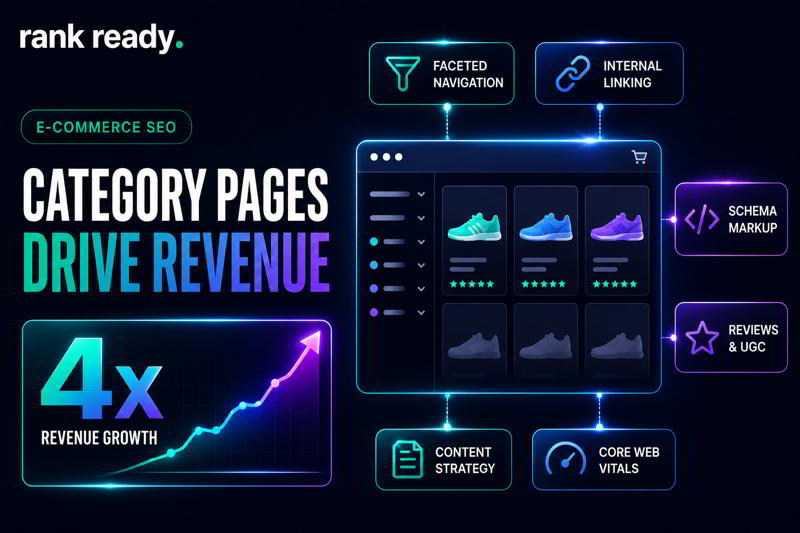 rank ready.
E-COMMERCE SEO
CATEGORY PAGES
DRIVE REVENUE
4x
REVENUE GROWTH
FACETED
NAVIGATION
INTERNAL
LINKING
SCHEMA
MARKUP
REVIEWS
& UGC
CONTENT
STRATEGY
CORE WEB
VITALS